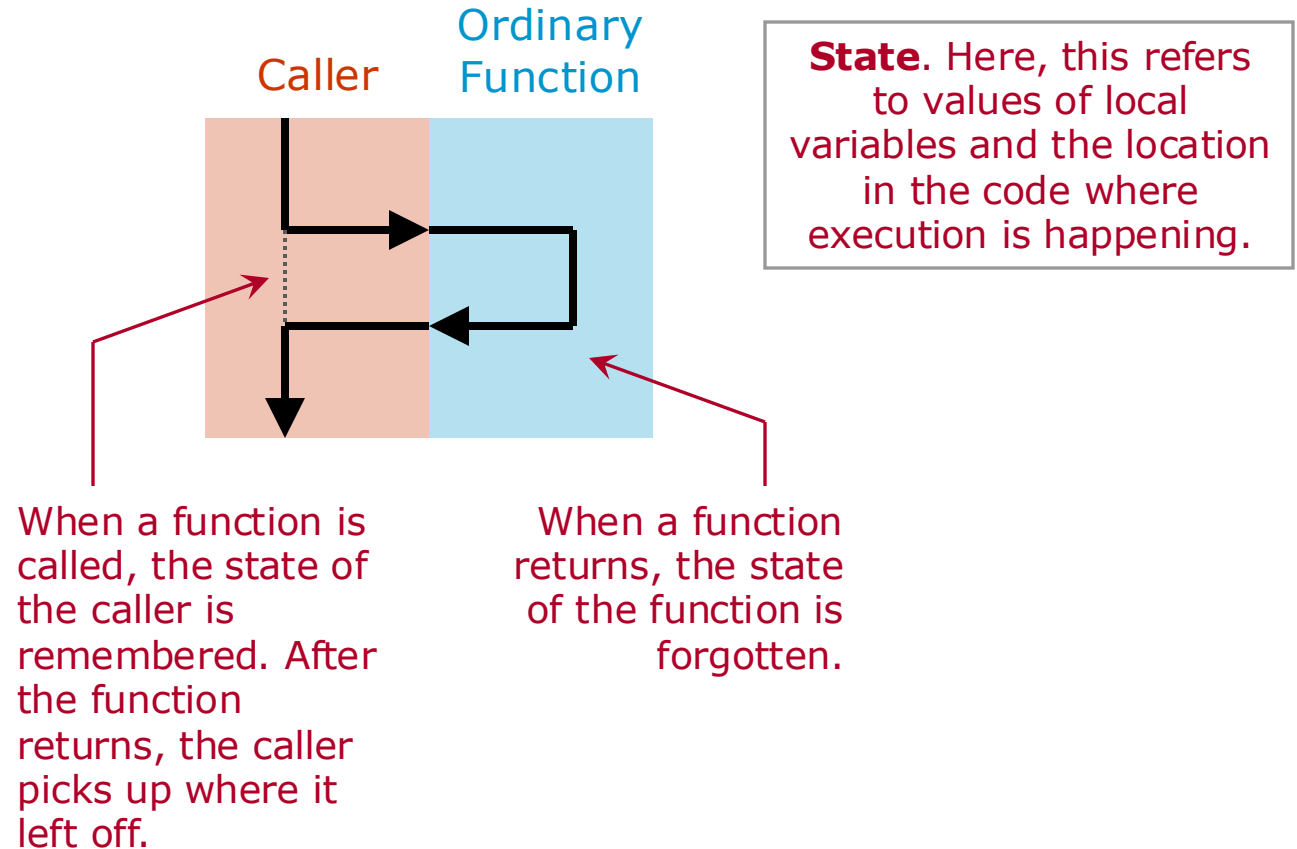 Caller
Ordinary
Function
State. Here, this refers
to values of local
variables and the location
in the code where
execution is happening.
When a function is
called, the state of
the caller is
remembered. After
the function
returns, the caller
picks up where it
left off.
When a function
returns, the state
of the function is
forgotten.